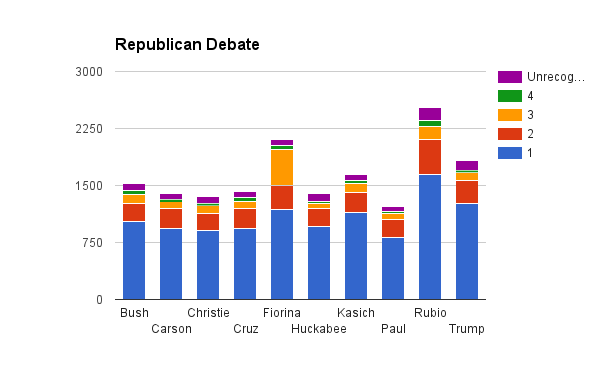 Republican Debate
3000
2250
1500
750
0
Unrecog...
4
3
2
1
Bush
Carson
Christie
Cruz
Fiorina
Huckabee
Kasich
Paul
Rubio
Trump